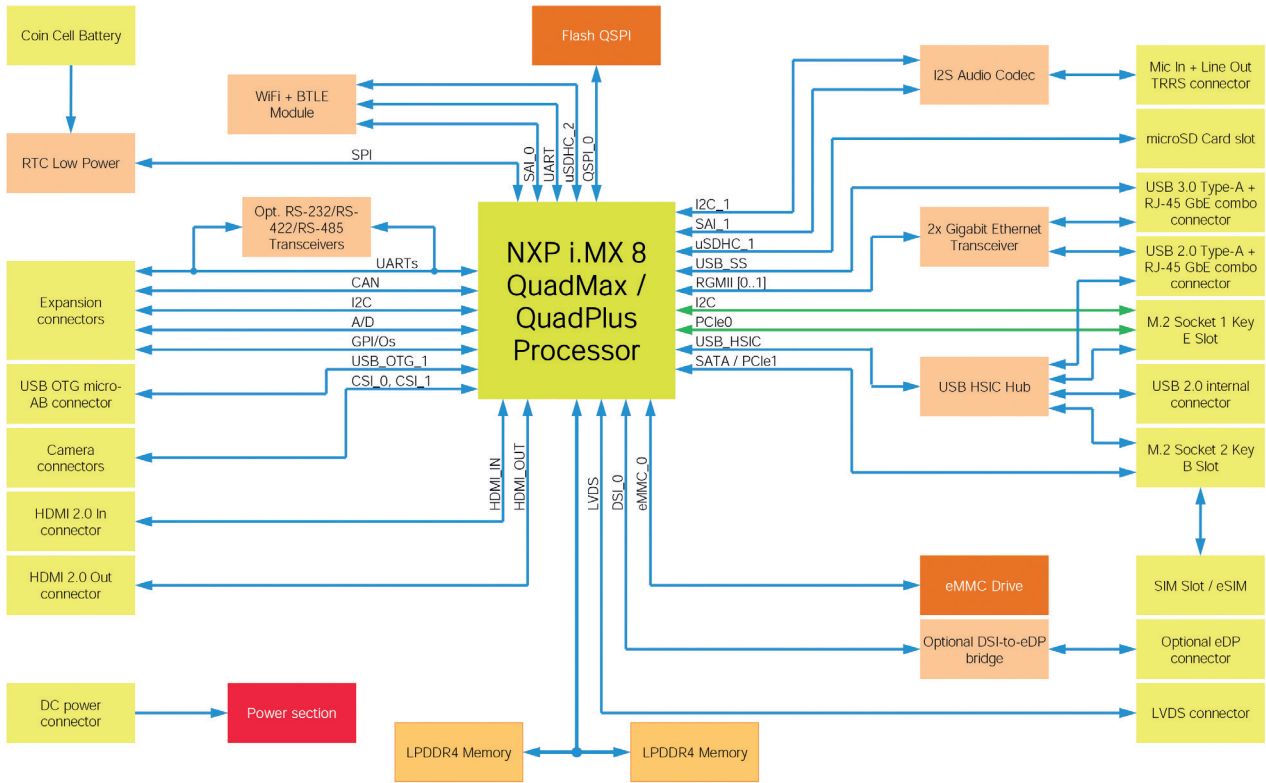 Coin Cell Battery
Flash QSPI
WiFi + BTLE
Module
I2S Audio Codec
Mic In + Line Out
TRRS connector
RTC Low Power
microSD Card slot
SPI
SAI_0
UART
uSDHC_2
QSPI_0
USB 3.0 Type-A +
RJ-45 GbE combo
connector
Opt. RS-232/RS-
422/RS-485
Transceivers
I2C_1
SAI_1
uSDHC_1
USB_SS
RGMII [0..1]
I2C
PCIe0
USB_HSIC
SATA / PCIe1
2x Gigabit Ethernet
Transceiver
USB 2.0 Type-A +
RJ-45 GbE combo
connector
NXP i.MX 8
QuadMax /
QuadPlus
Processor
UARTs
CAN
I2C
A/D
GPI/Os
USB_OTG_1
CSI_0, CSI_1
Expansion
connectors
M.2 Socket 1 Key
E Slot
USB OTG micro-
AB connector
USB HSIC Hub
USB 2.0 internal
connector
Camera
connectors
M.2 Socket 2 Key
B Slot
HDMI_IN
HDMI_OUT
LVDS
DSI_0
eMMC_0
HDMI 2.0 In
connector
HDMI 2.0 Out
connector
eMMC Drive
SIM Slot / eSIM
Optional DSI-to-eDP
bridge
Optional eDP
connector
DC power
connector
Power section
LVDS connector
LPDDR4 Memory
LPDDR4 Memory